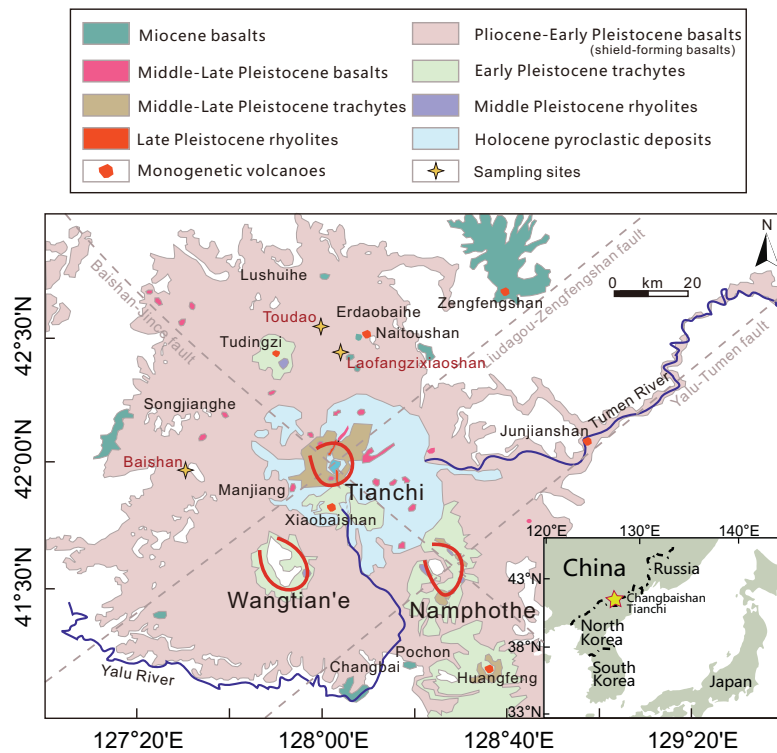 Miocene basalts
Pliocene-Early Pleistocene basalts
(shield-forming basalts)
Middle-Late Pleistocene basalts
Early Pleistocene trachytes
Middle-Late Pleistocene trachytes
Middle Pleistocene rhyolites
Late Pleistocene rhyolites
Holocene pyroclastic deposits
Monogenetic volcanoes
Sampling sites
N
0 km 20
Baishan-Jince fault
Lushuihe
Zengfengshan
Toudao
Erdaobaihe
Naitoushan
Liudagou-Zengfengshan fault
Tudingzi
Laofangzixiaoshan
Songjianghe
Junjianshan
Tumen River
Yalu-Tumen fault
Baishan
Manjiang
Tianchi
Xiaobaishan
Wangtian'e
Namphothe
Pochon
Changbai
Huangfeng
Yalu River
42°30'N
42°00'N
41°30'N
127°20'E
128°00'E
128°40'E
129°20'E
120°E
130°E
140°E
China
Russia
43°N
Changbaishan
Tianchi
North
Korea
38°N
South
Korea
Japan
33°N